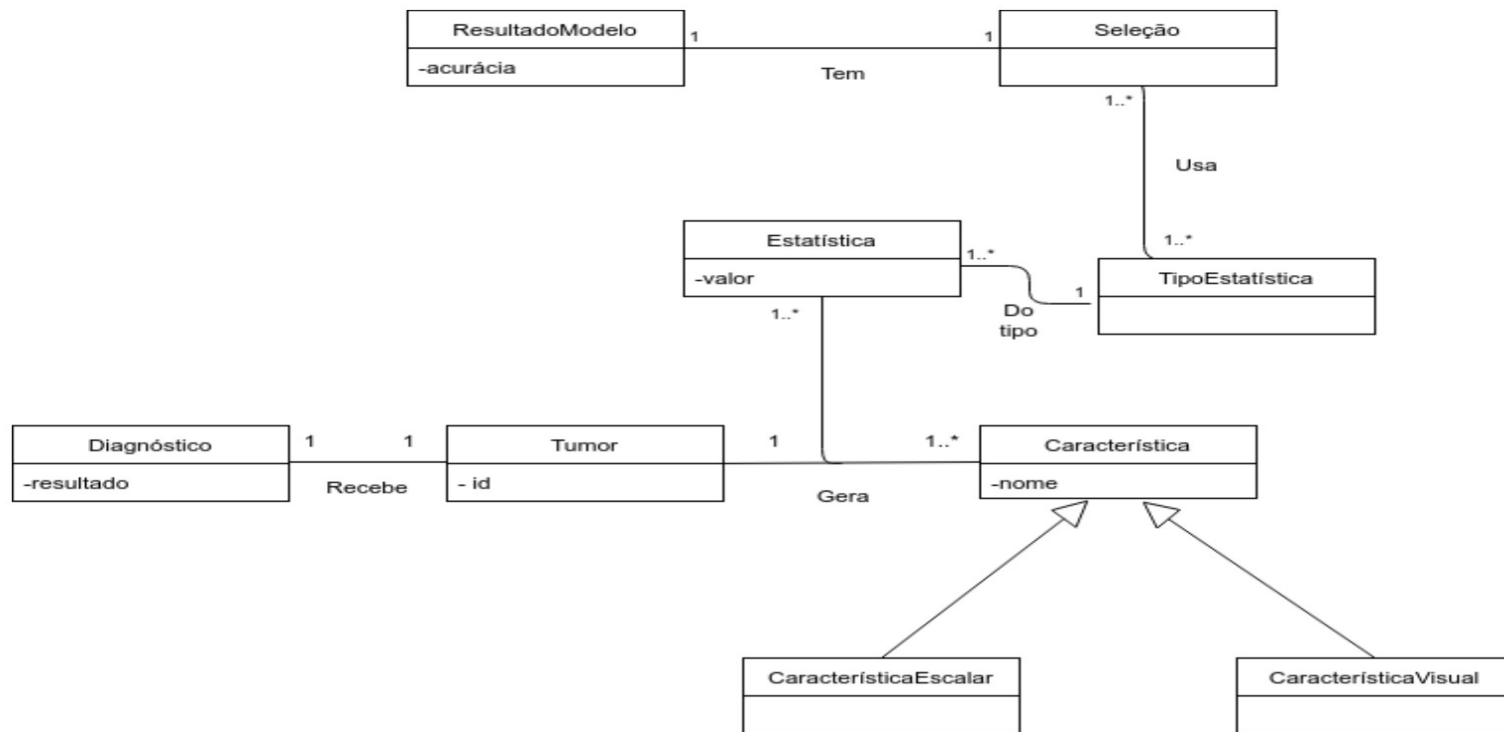 ResultadoModelo
-acurácia
1
1
Tem
Seleção
1..*
Usa
1..*
Estatística
-valor
1..*
1
Do
tipo
TipoEstatística
1..*
Diagnóstico
-resultado
1
1
Recebe
Tumor
- id
1
1..*
Gera
Característica
-nome
CaracterísticaEscalar
CaracterísticaVisual